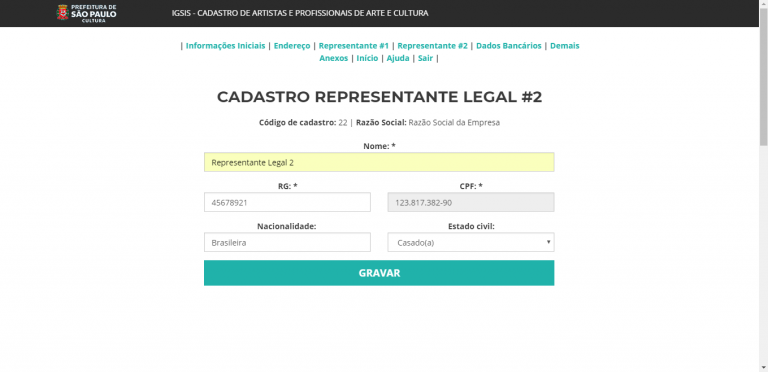 PREFEITURA DE
SÃO PAULO
CULTURA
IGSIS - CADASTRO DE ARTISTAS E PROFISSIONAIS DE ARTE E CULTURA
| Informações Iniciais | Endereço | Representante #1 | Representante #2 | Dados Bancários | Demais
Anexos | Início | Ajuda | Sair |
CADASTRO REPRESENTANTE LEGAL #2
Código de cadastro: 22 | Razão Social: Razão Social da Empresa
Nome: *
Representante Legal 2
RG: * CPF: *
45678921 123.817.382-90
Nacionalidade: Estado civil:
Brasileira Casado(a)
GRAVAR